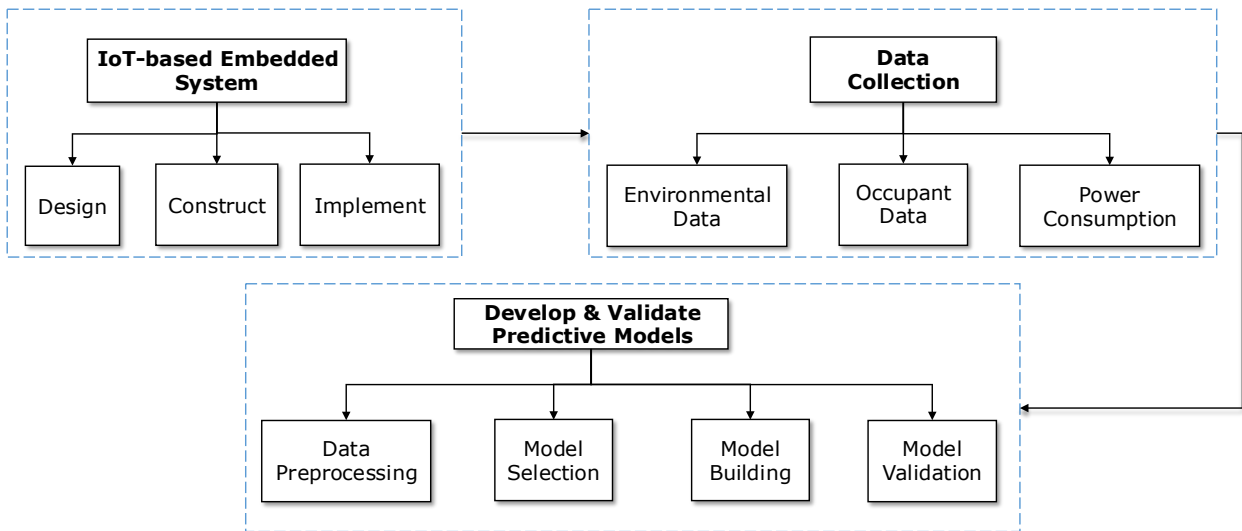 IoT-based Embedded
System
Design
Construct
Implement
Data
Collection
Environmental
Data
Occupant
Data
Power
Consumption
Develop & Validate
Predictive Models
Data
Preprocessing
Model
Selection
Model
Building
Model
Validation